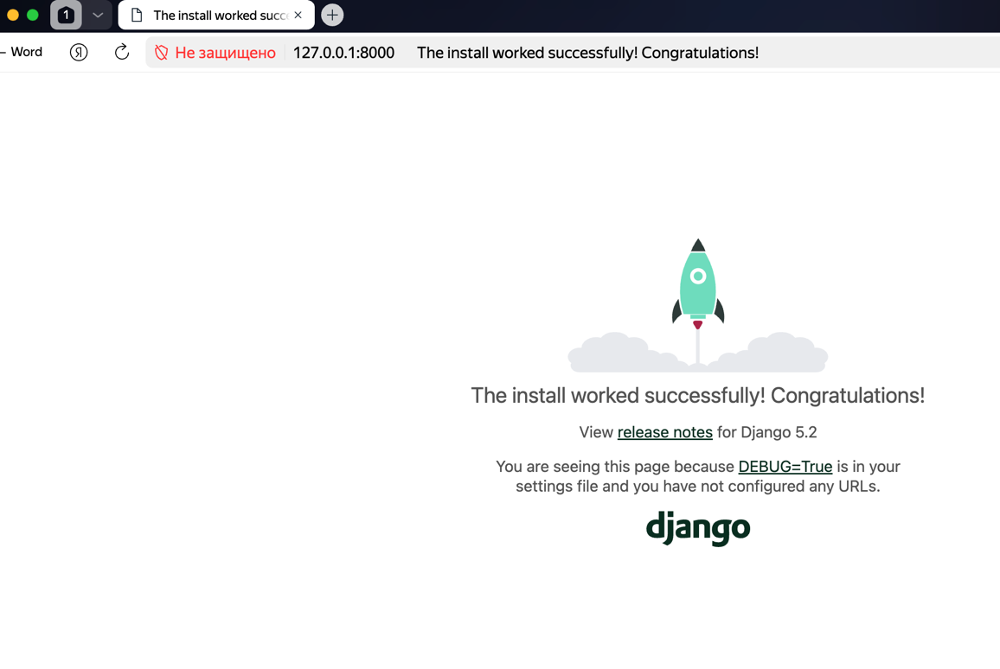 1
The install worked succe
– Word
Я
Не защищено 127.0.0.1:8000 The install worked successfully! Congratulations!
The install worked successfully! Congratulations!
View release notes for Django 5.2
You are seeing this page because DEBUG=True is in your
settings file and you have not configured any URLs.
django